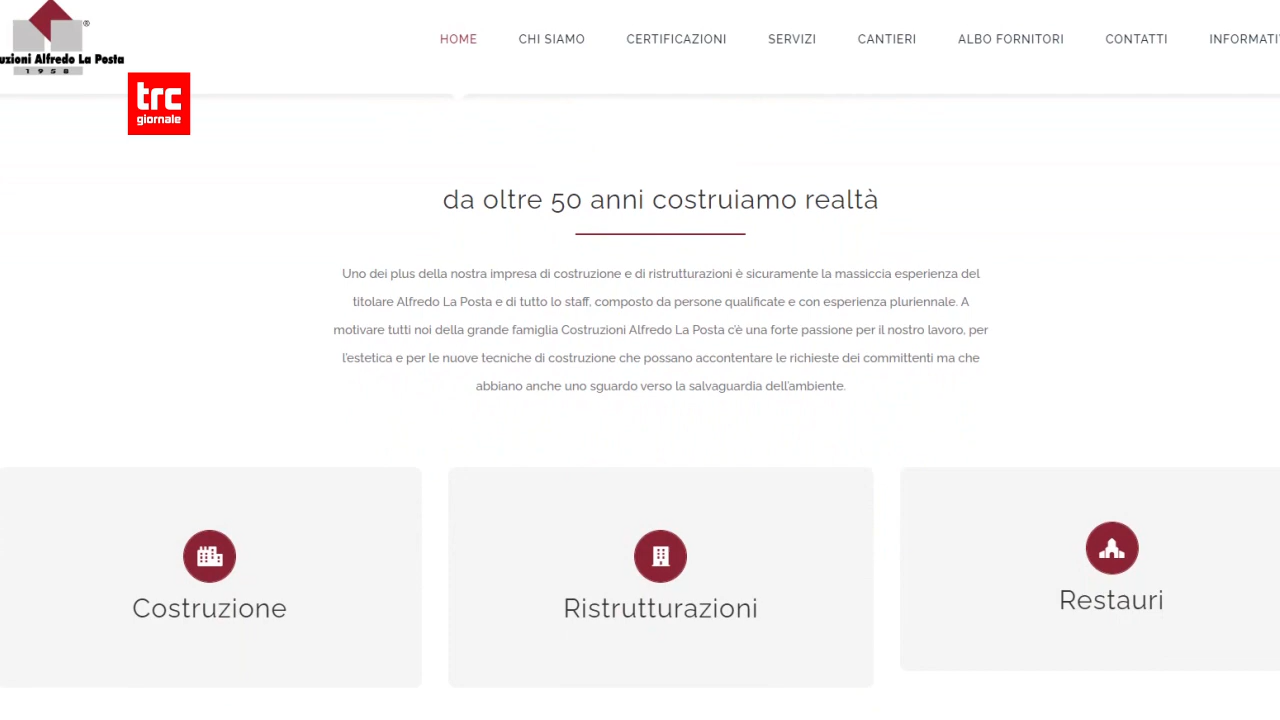 uzioni Alfredo La Posta
®
1958
HOME CHI SIAMO CERTIFICAZIONI SERVIZI CANTIERI ALBO FORNITORI CONTATTI INFORMATI
trc
giornale
da oltre 50 anni costruiamo realtà
Uno dei plus della nostra impresa di costruzione e di ristrutturazioni è sicuramente la massiccia esperienza del
titolare Alfredo La Posta e di tutto lo staff, composto da persone qualificate e con esperienza pluriennale. A
motivare tutti noi della grande famiglia Costruzioni Alfredo La Posta c'è una forte passione per il nostro lavoro, per
l'estetica e per le nuove tecniche di costruzione che possano accontentare le richieste dei committenti ma che
abbiano anche uno sguardo verso la salvaguardia dell'ambiente.
Costruzione
Ristrutturazioni
Restauri